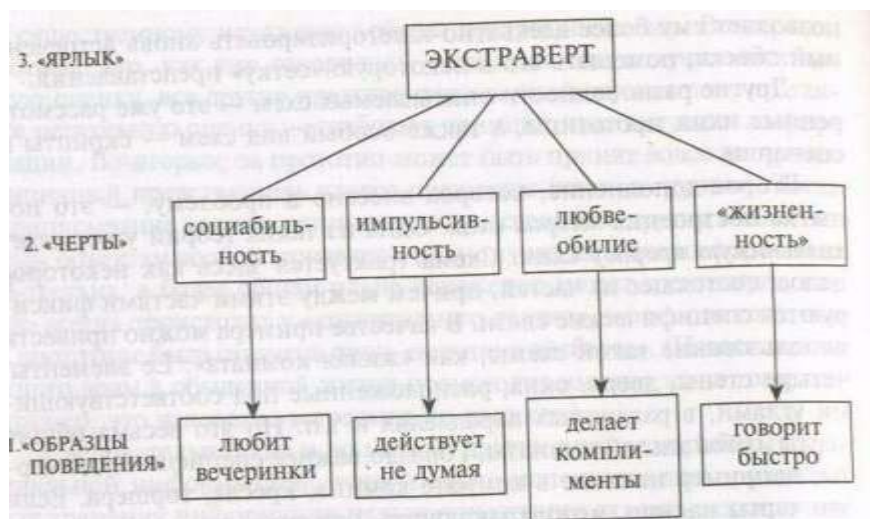 3. «ЯРЛЫК»
ЭКСТРАВЕРТ
2. «ЧЕРТЫ»
социабиль-
ность
импульсив-
ность
любве-
обилие
«жизнен-
ность»
1.«ОБРАЗЦЫ
ПОВЕДЕНИЯ»
любит
вечеринки
действует
не думая
делает
компли-
менты
говорит
быстро